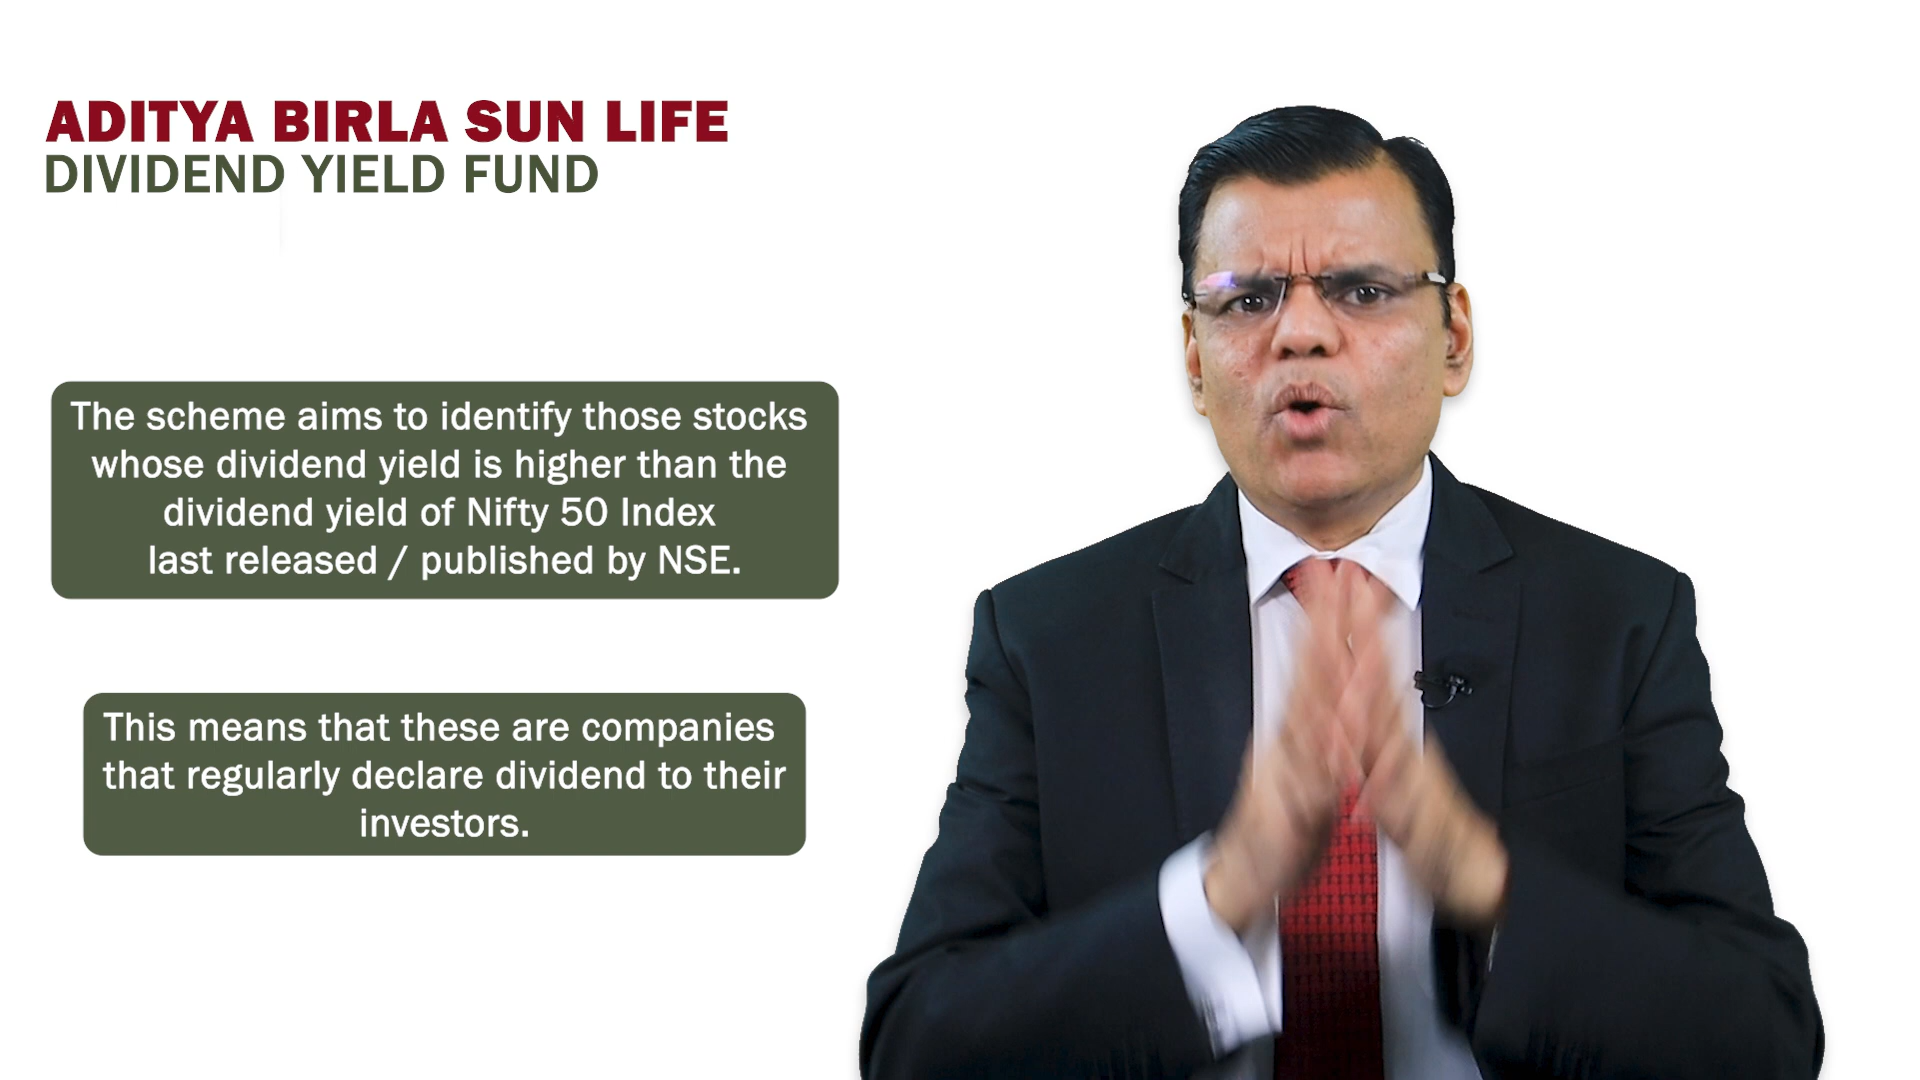 ADITYA BIRLA SUN LIFE
DIVIDEND YIELD FUND
The scheme aims to identify those stocks
whose dividend yield is higher than the
dividend yield of Nifty 50 Index
last released / published by NSE.
This means that these are companies
that regularly declare dividend to their
investors.